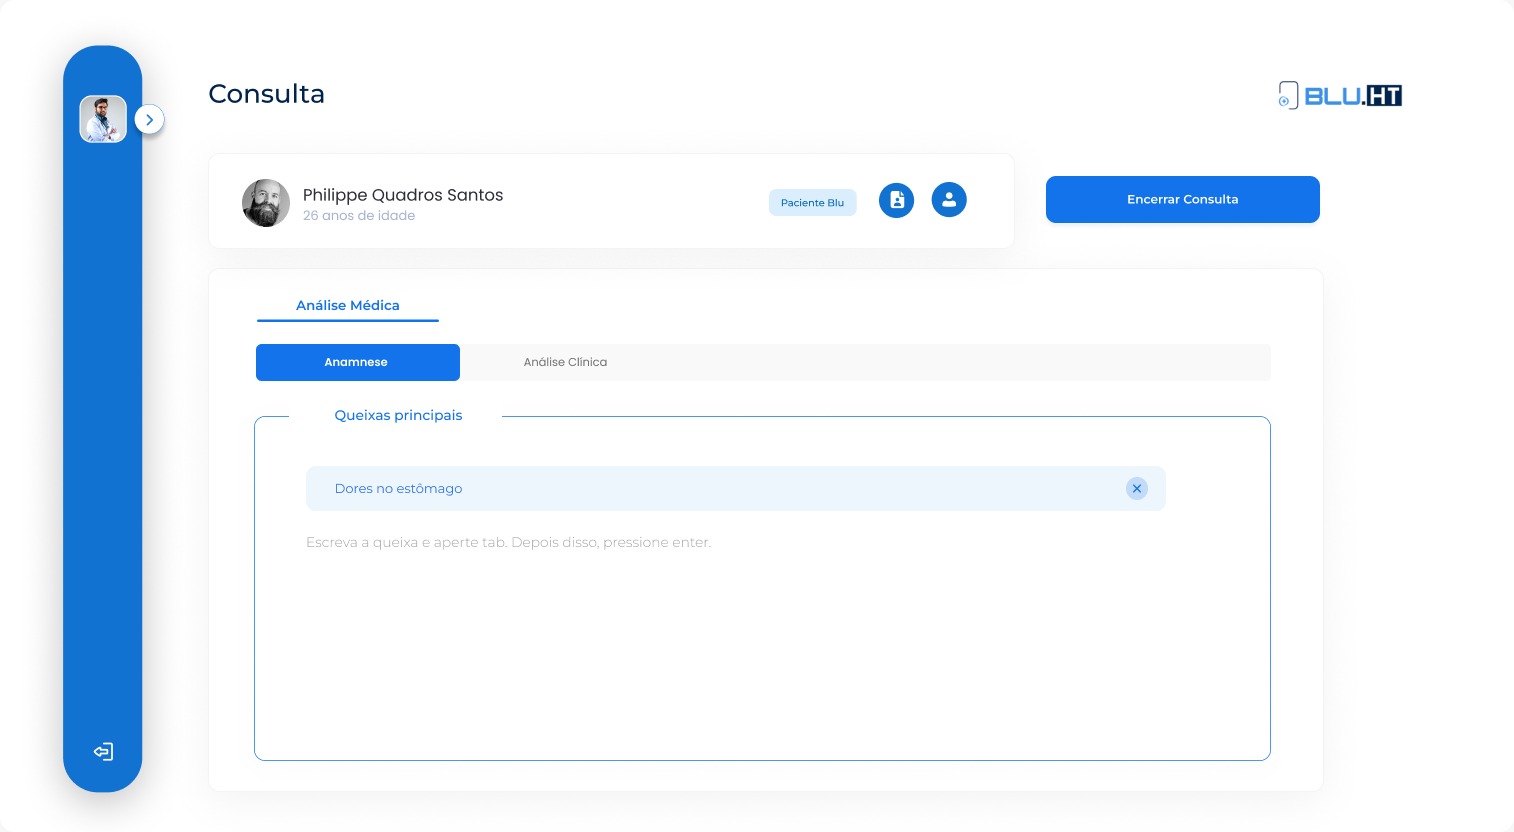 Consulta
BLU.HT
Philippe Quadros Santos
26 anos de idade
Paciente Blu
Encerrar Consulta
Análise Médica
Anamnese
Análise Clínica
Queixas principais
Dores no estômago
Escreva a queixa e aperte tab. Depois disso, pressione enter.